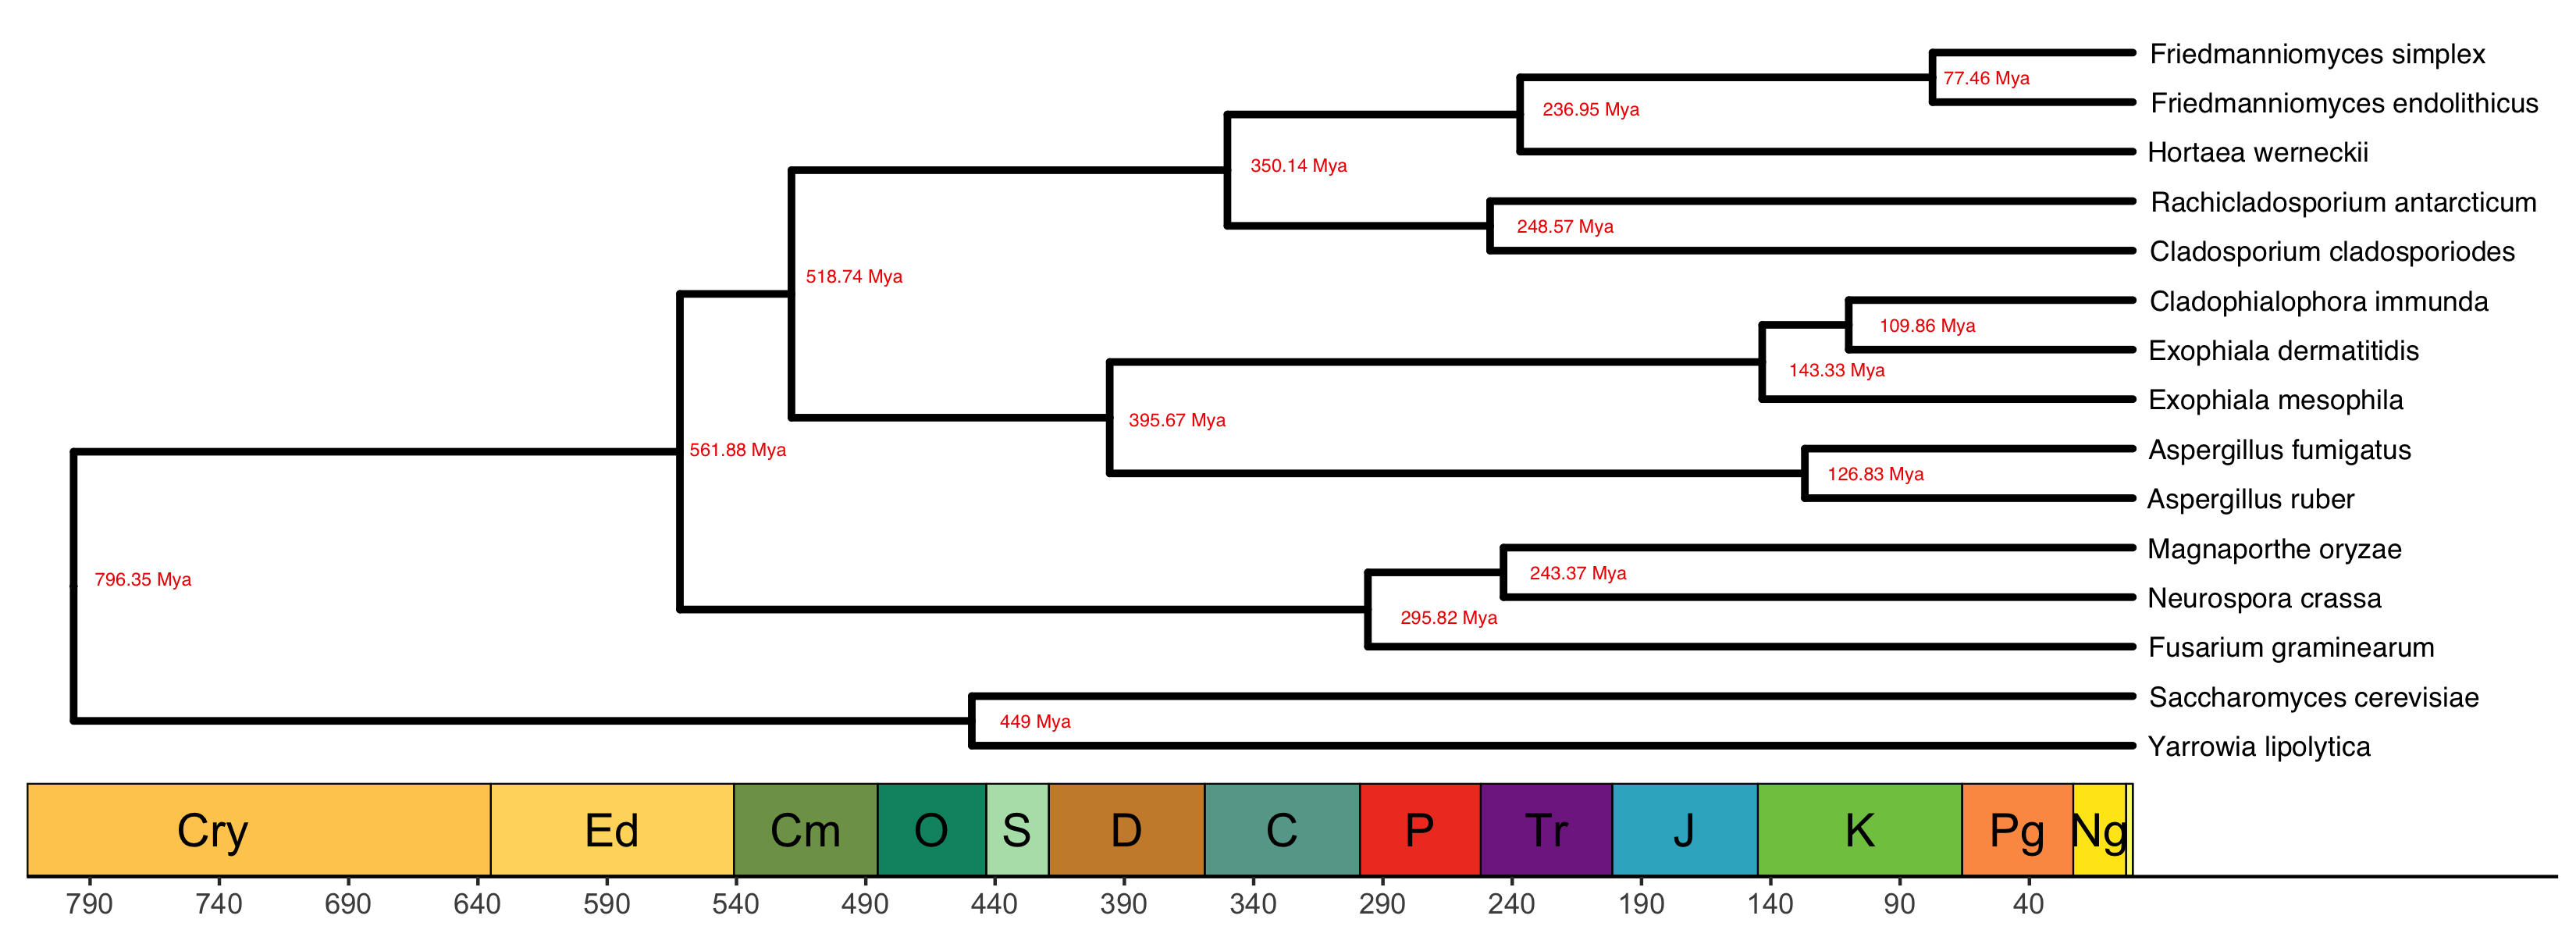 Friedmanniomyces simplex
77.46 Mya
Friedmanniomyces endolithicus
236.95 Mya
Hortaea werneckii
350.14 Mya
Rachicladosporium antarcticum
248.57 Mya
Cladosporium cladosporiodes
518.74 Mya
Cladophialophora immunda
109.86 Mya
Exophiala dermatitidis
143.33 Mya
Exophiala mesophila
395.67 Mya
Aspergillus fumigatus
561.88 Mya
126.83 Mya
Aspergillus ruber
Magnaporthe oryzae
243.37 Mya
796.35 Mya
Neurospora crassa
295.82 Mya
Fusarium graminearum
Saccharomyces cerevisiae
449 Mya
Yarrowia lipolytica
Cry Ed Cm O S D C P Tr J K Pg Ng
790 740 690 640 590 540 490 440 390 340 290 240 190 140 90 40